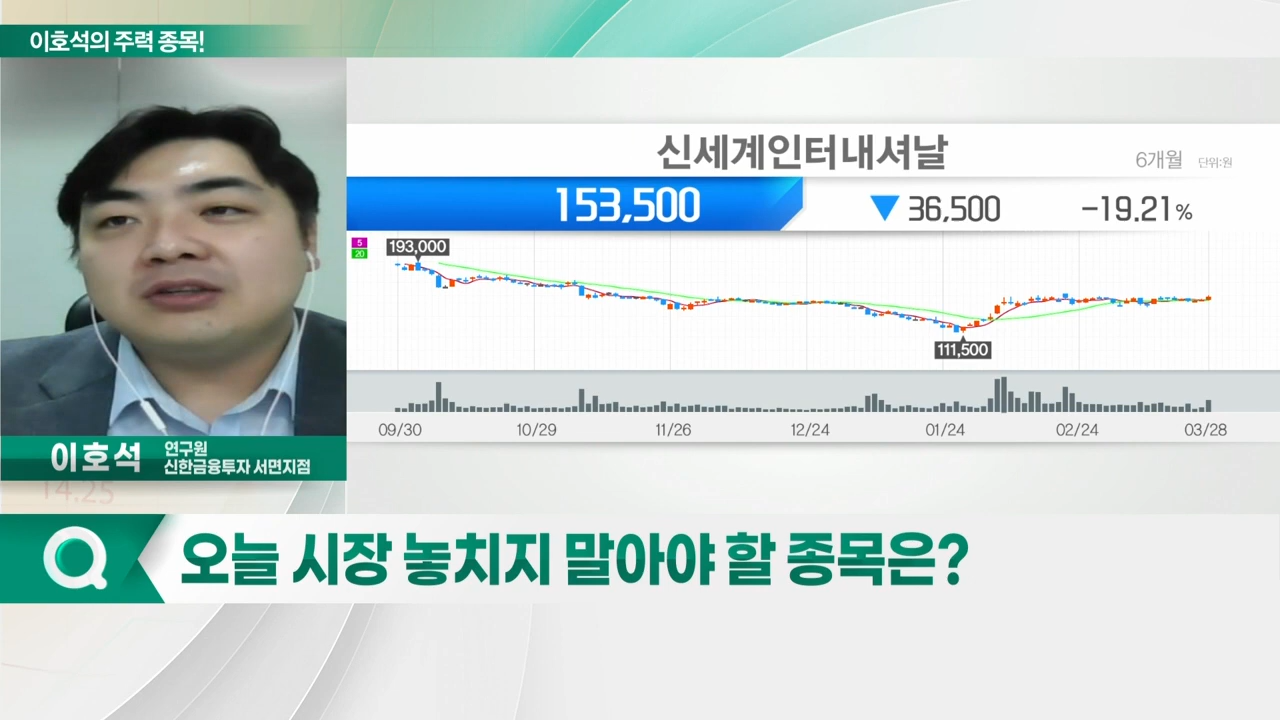 이호석의 주력 종목!
신세계인터내셔날
6개월 단위:원
153,500 ▼ 36,500 -19.21%
5
20
193,000
111,500
09/30 10/29 11/26 12/24 01/24 02/24 03/28
이호석 연구원
신한금융투자 서면지점
14.25
Q 오늘 시장 놓치지 말아야 할 종목은?